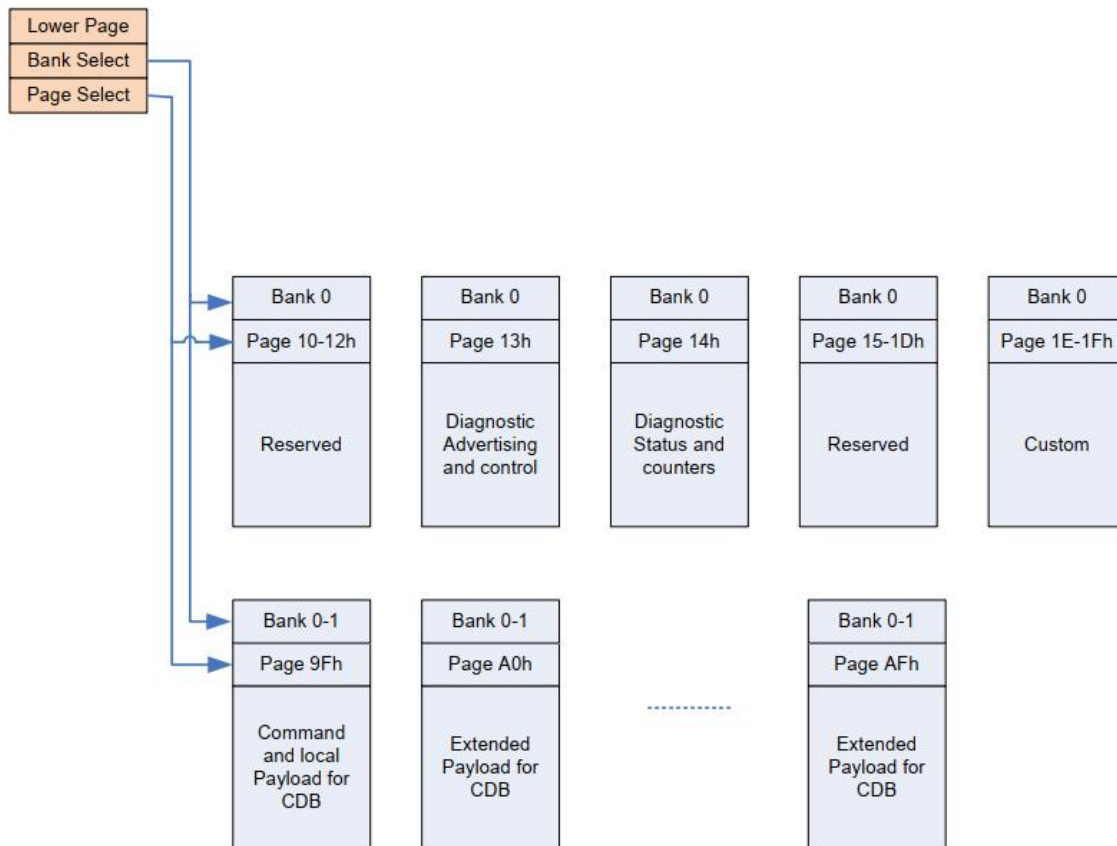 Lower Page
Bank Select
Page Select
Bank 0
Page 10-12h
Reserved
Bank 0
Page 13h
Diagnostic
Advertising
and control
Bank 0
Page 14h
Diagnostic
Status and
counters
Bank 0
Page 15-1Dh
Reserved
Bank 0
Page 1E-1Fh
Custom
Bank 0-1
Page 9Fh
Command
and local
Payload for
CDB
Bank 0-1
Page A0h
Extended
Payload for
CDB
Bank 0-1
Page AFh
Extended
Payload for
CDB